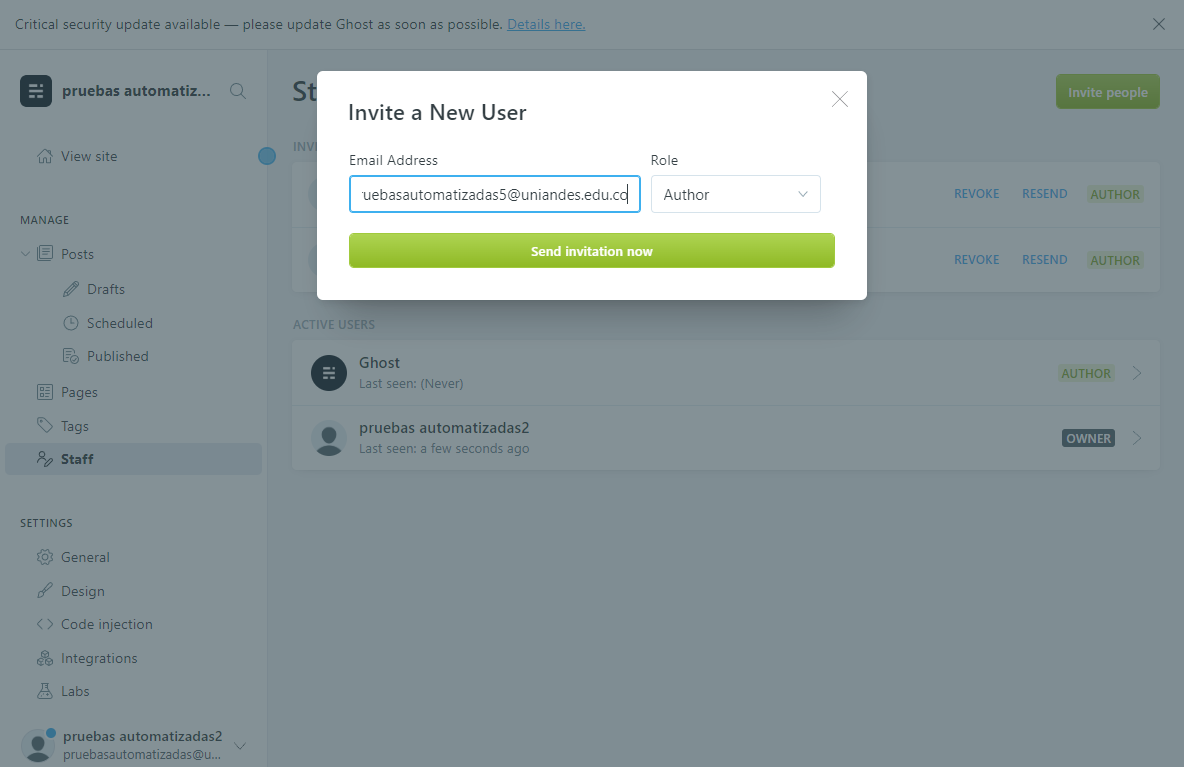 Critical security update available — please update Ghost as soon as possible. Details here.
pruebas automatiz...
View site
MANAGE
Posts
Drafts
Scheduled
Published
Pages
Tags
Staff
SETTINGS
General
Design
Code injection
Integrations
Labs
pruebas automatizadas2
pruebasautomatizadas@u...
St
Invite people
Invite a New User
Email Address
Role
uebasautomatizadas5@uniandes.edu.co
Author
Send invitation now
INVI
REVOKE RESEND AUTHOR
REVOKE RESEND AUTHOR
ACTIVE USERS
Ghost
Last seen: (Never)
AUTHOR
pruebas automatizadas2
Last seen: a few seconds ago
OWNER